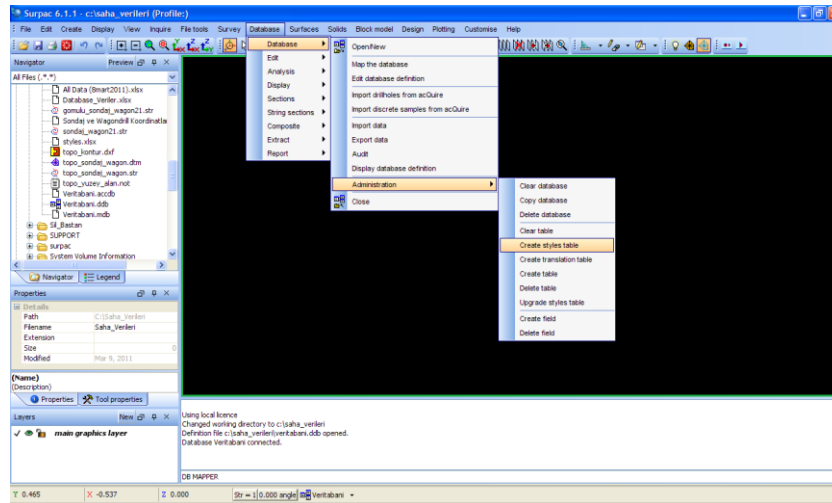 Surpac 6.1.1 - c:\saha_verileri (Profile:)
File Edit Create Display View Inquire File tools Survey Database Surfaces Solids Block model Design Plotting Customise Help
Navigator Preview
All Files (.*.*)
All Data (Bmart2011).xlsx
Database_Veriler.xlsx
gomulu_sondaj_wagon21.str
Sondaj ve Wagondrill Koordinatla
sondaj_wagon21.str
styles.xlsx
topo_kontur.dxf
topo_sondaj_wagon.dtm
topo_sondaj_wagon.str
topo_yuzey_alan.not
Veritabani.accdb
Veritabani.ddb
Veritabani.mdb
Sil_Bastan
SUPPORT
surpac
System Volume Information
Navigator Legend
Properties
Details
Path C:\Saha_Verileri
Filename Saha_Verileri
Extension
Size 0
Modified Mar 9, 2011
(Name)
(Description)
Properties Tool properties
Layers New
main graphics layer
Database
Edit
Analysis
Display
Sections
String sections
Composite
Extract
Report
Open/New
Map the database
Edit database definition
Import drillholes from acQuire
Import discrete samples from acQuire
Import data
Export data
Audit
Display database definition
Administration
Close
Clear database
Copy database
Delete database
Clear table
Create styles table
Create translation table
Create table
Delete table
Upgrade styles table
Create field
Delete field
Using local licence
Changed working directory to c:\saha_verileri
Definition file c:\saha_verileri\veritabani.ddb opened.
Database Veritabani connected.
DB MAPPER
Y 0.465 X -0.537 Z 0.000 Str = 1 0.000 angle Veritabani